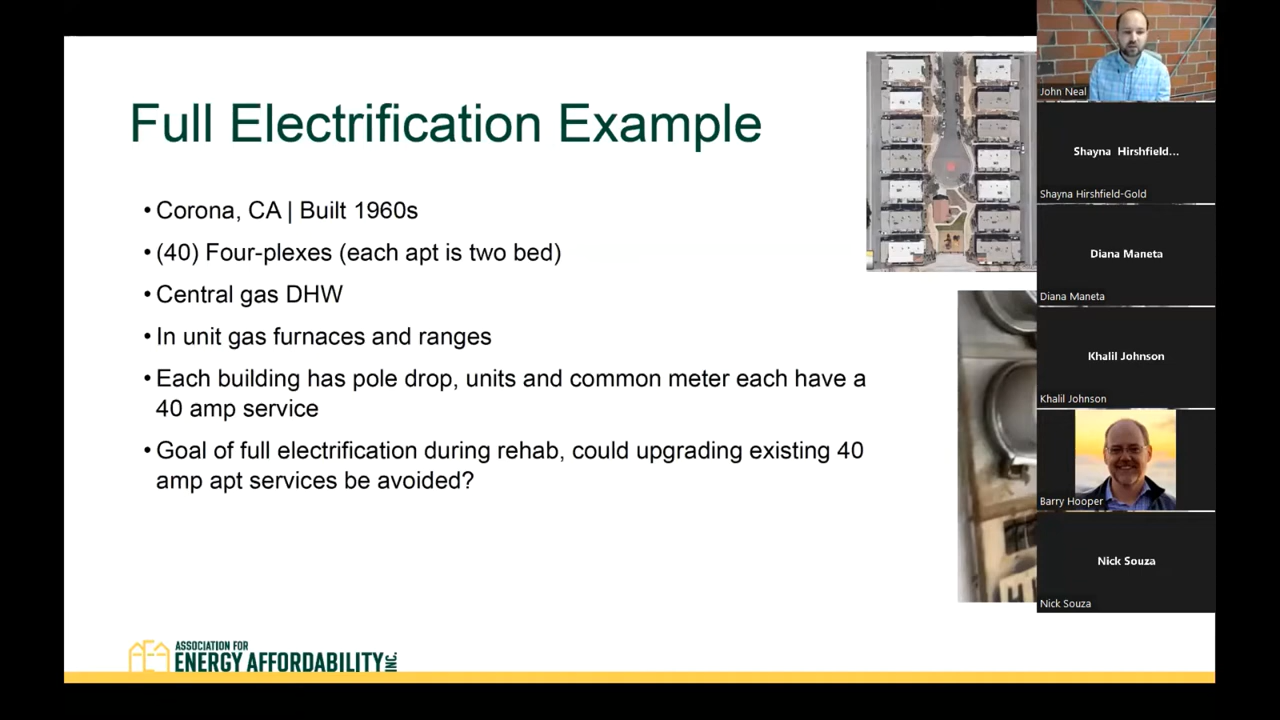 Full Electrification Example
• Corona, CA | Built 1960s
• (40) Four-plexes (each apt is two bed)
• Central gas DHW
• In unit gas furnaces and ranges
• Each building has pole drop, units and common meter each have a
40 amp service
• Goal of full electrification during rehab, could upgrading existing 40
amp apt services be avoided?
ASSOCIATION FOR
ENERGY AFFORDABILITY INC.
John Neal
Shayna Hirshfield...
Shayna Hirshfield-Gold
Diana Maneta
Diana Maneta
Khalil Johnson
Khalil Johnson
Barry Hooper
Nick Souza
Nick Souza